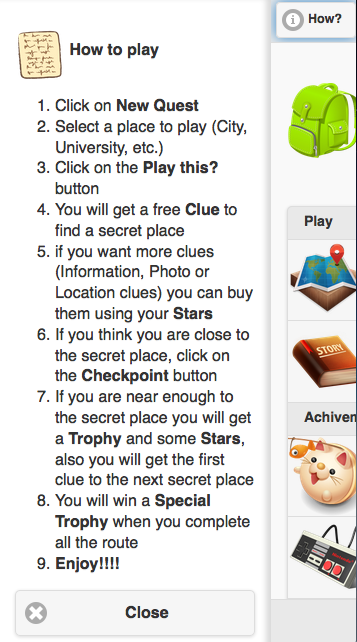 How to play
1. Click on New Quest
2. Select a place to play (City,
University, etc.)
3. Click on the Play this?
button
4. You will get a free Clue to
find a secret place
5. if you want more clues
(Information, Photo or
Location clues) you can buy
them using your Stars
6. If you think you are close to
the secret place, click on
the Checkpoint button
7. If you are near enough to
the secret place you will get
a Trophy and some Stars,
also you will get the first
clue to the next secret place
8. You will win a Special
Trophy when you complete
all the route
9. Enjoy!!!!
Close
How?
Play
STORY
Achiever